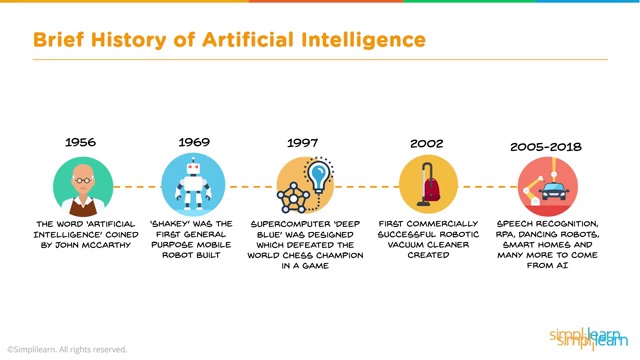 Brief History of Artificial Intelligence
1956
THE WORD 'ARTIFICIAL
INTELLIGENCE' COINED
BY JOHN MCCARTHY
1969
'SHAKEY' WAS THE
FIRST GENERAL
PURPOSE MOBILE
ROBOT BUILT
1997
SUPERCOMPUTER 'DEEP
BLUE' WAS DESIGNED
WHICH DEFEATED THE
WORLD CHESS CHAMPION
IN A GAME
2002
FIRST COMMERCIALLY
SUCCESSFUL ROBOTIC
VACUUM CLEANER
CREATED
2005-2018
SPEECH RECOGNITION,
RPA, DANCING ROBOTS,
SMART HOMES AND
MANY MORE TO COME
FROM AI
©Simplilearn. All rights reserved.
simplilearn
simplilearn